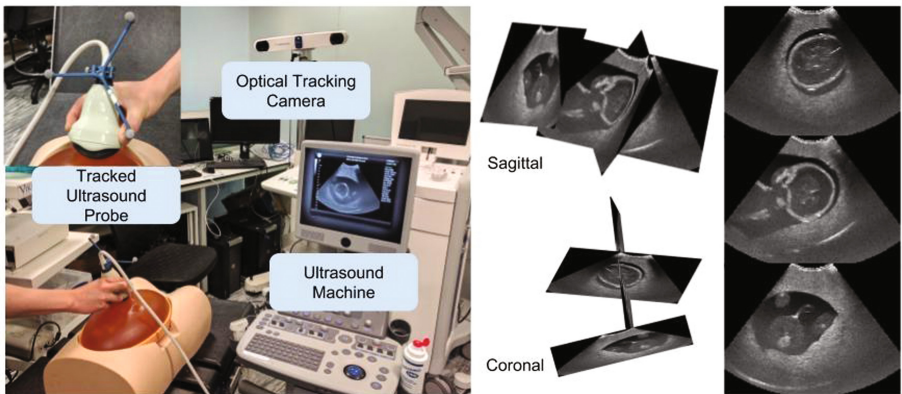 Optical Tracking
Camera
Tracked
Ultrasound
Probe
Ultrasound
Machine
Sagittal
Coronal